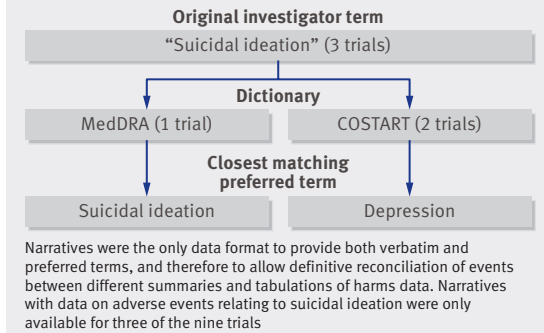 Original investigator term
“Suicidal ideation” (3 trials)
Dictionary
MedDRA (1 trial)
COSTART (2 trials)
Closest matching
preferred term
Suicidal ideation
Depression
Narratives were the only data format to provide both verbatim and
preferred terms, and therefore to allow definitive reconciliation of events
between different summaries and tabulations of harms data. Narratives
with data on adverse events relating to suicidal ideation were only
available for three of the nine trials